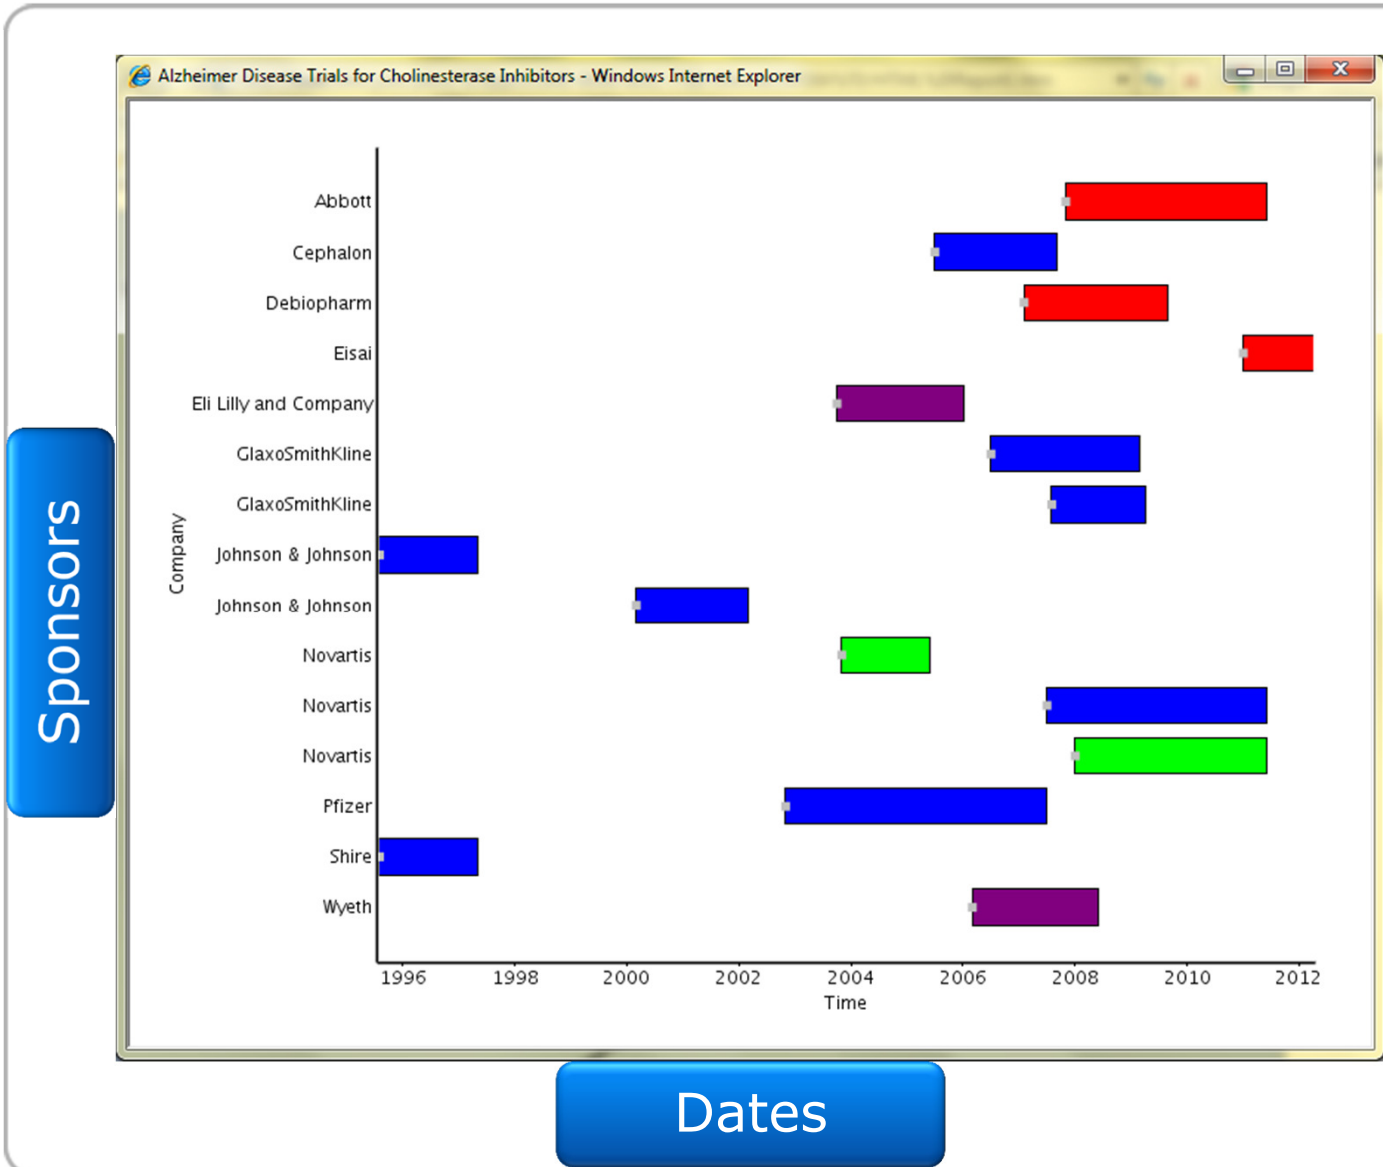 Alzheimer Disease Trials for Cholinesterase Inhibitors - Windows Internet Explorer
Abbott
Cephalon
Debiopharm
Eisai
Eli Lilly and Company
GlaxoSmithKline
GlaxoSmithKline
Johnson & Johnson
Johnson & Johnson
Novartis
Novartis
Novartis
Pfizer
Shire
Wyeth
Company
Sponsors
1996 1998 2000 2002 2004 2006 2008 2010 2012
Time
Dates